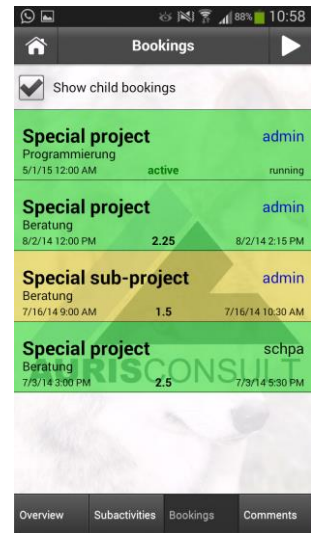 88% 10:58
Bookings
Show child bookings
Special project admin
Programmierung
5/1/15 12:00 AM active running
Special project admin
Beratung
8/2/14 12:00 PM 2.25 8/2/14 2:15 PM
Special sub-project admin
Beratung
7/16/14 9:00 AM 1.5 7/16/14 10:30 AM
Special project schpa
Beratung
AURISCONSULT
7/3/14 3:00 PM 2.5 7/3/14 5:30 PM
Overview Subactivities Bookings Comments